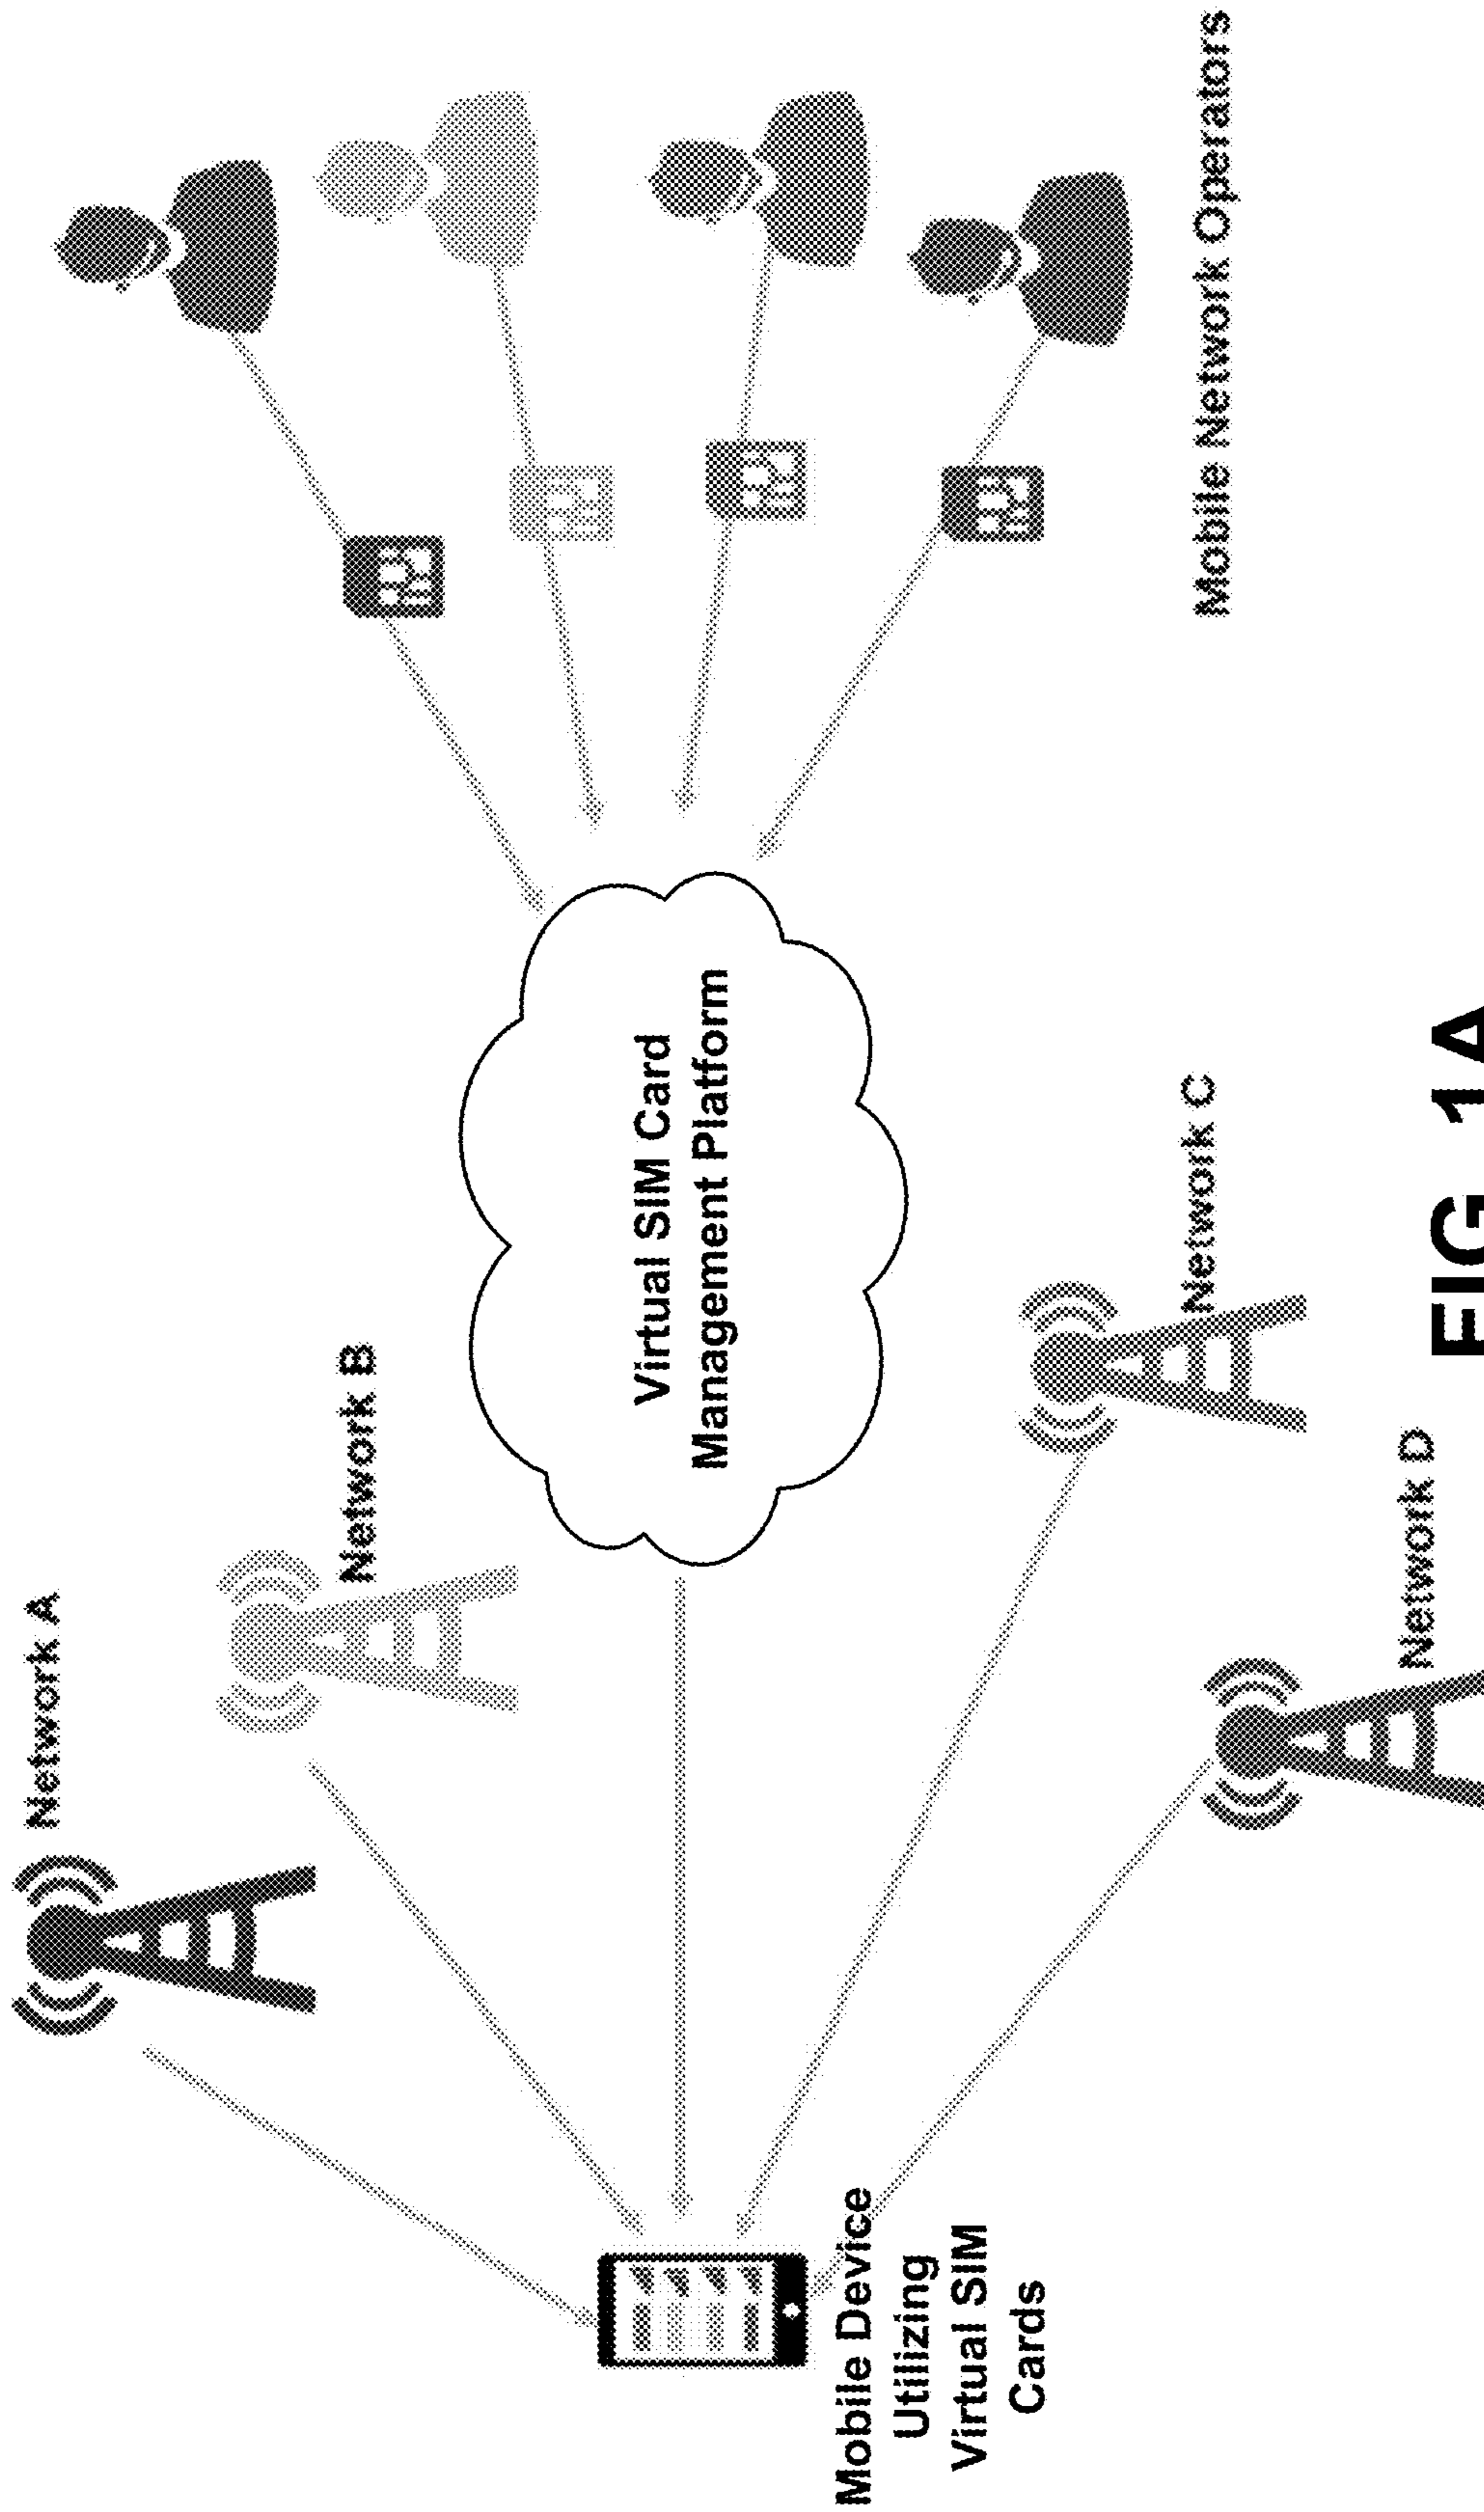 Network A
Network B
Virtual SIM Card
Management Platform
Mobile Device
Utilizing
Virtual SIM
Cards
Network C
Mobile Network Operators
Network D
FIG 1A